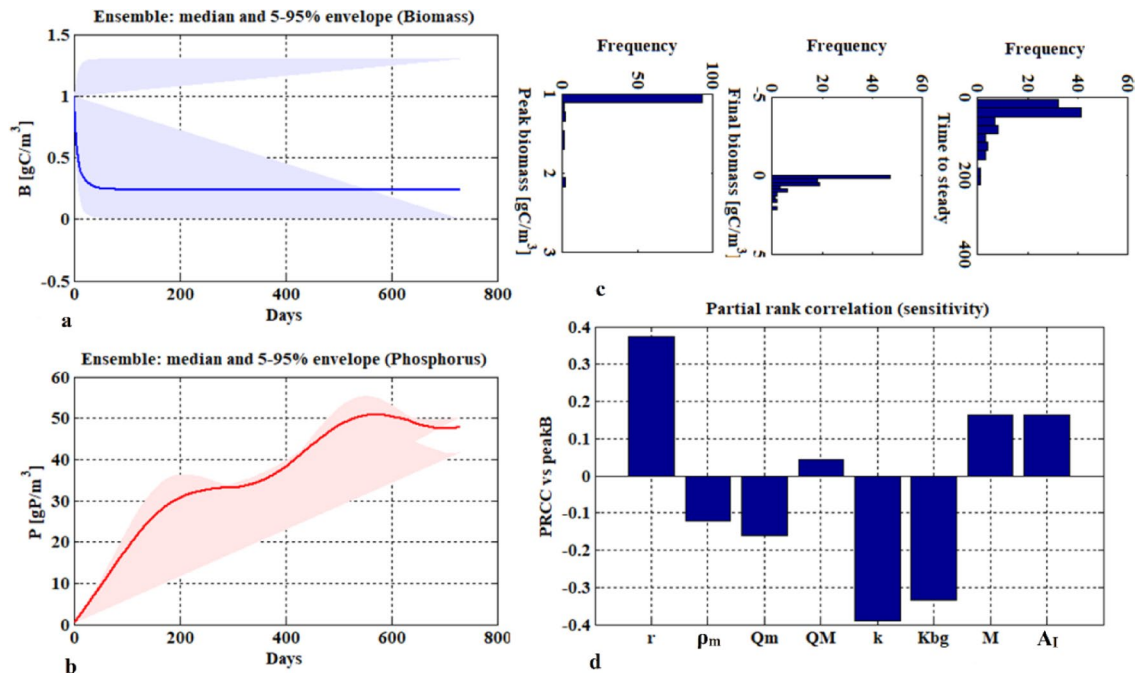 Ensemble: median and 5-95% envelope (Biomass)
1.5
1
0.5
0
-0.5
B [gC/m³]
0 200 400 600 800
Days
a
Ensemble: median and 5-95% envelope (Phosphorus)
60
50
40
30
20
10
0
P [gP/m³]
0 200 400 600 800
Days
b
Frequency
0 50 100
1
2
3
Peak biomass [gC/m³]
Frequency
0 20 40 60
-5
0
5
Final biomass [gC/m³]
Frequency
0 20 40 60
0
200
400
Time to steady
c
Partial rank correlation (sensitivity)
0.4
0.3
0.2
0.1
0
-0.1
-0.2
-0.3
-0.4
PRCC vs peakB
r ρm Qm QM k Kbg M AI
d